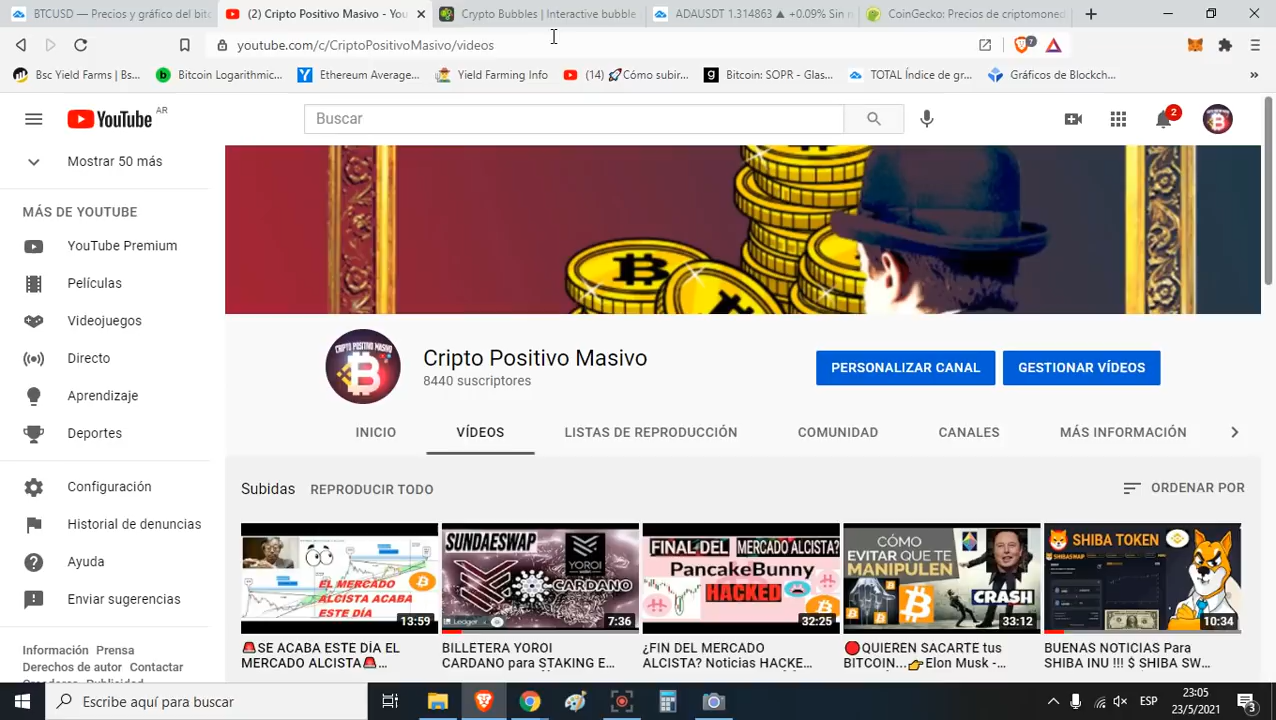 BTCUSD — Precios y gráfico del bit
(2) Cripto Positivo Masivo - You
Crypto Bubbles | Interactive bubble
ADAUSDT 1.314863 ▲ +0.09% Sin n
CoinGecko: Precios de criptomoned
youtube.com/c/CriptoPositivoMasivo/videos
7
Bsc Yield Farms | Bs...
Bitcoin Logarithmic...
Ethereum Average...
Yield Farming Info
(14) 🚀Cómo subir...
Bitcoin: SOPR - Glas...
TOTAL Índice de gr...
Gráficos de Blockch...
YouTube AR
Buscar
2
Mostrar 50 más
MÁS DE YOUTUBE
YouTube Premium
Películas
Videojuegos
Directo
Aprendizaje
Deportes
Configuración
Historial de denuncias
Ayuda
Enviar sugerencias
Información Prensa
Derechos de autor Contactar
CRIPTO POSITIVO MASIVO
Cripto Positivo Masivo
8440 suscriptores
PERSONALIZAR CANAL
GESTIONAR VÍDEOS
INICIO
VÍDEOS
LISTAS DE REPRODUCCIÓN
COMUNIDAD
CANALES
MÁS INFORMACIÓN
Subidas
REPRODUCIR TODO
ORDENAR POR
EL MERCADO
ALCISTA ACABA
ESTE DÍA
13:59
🚨SE ACABA ESTE DÍA EL
MERCADO ALCISTA🚨...
SUNDAESWAP
YOROI
CARDANO
Ledger
7:36
BILLETERA YOROI
CARDANO para STAKING E...
FINAL DEL MERCADO ALCISTA?
PancakeBunny
HACKED
32:25
¿FIN DEL MERCADO
ALCISTA? Noticias HACKE...
CÓMO
EVITAR QUE TE
MANIPULEN
CRASH
33:12
🔴QUIEREN SACARTE tus
BITCOIN...👉Elon Musk -...
SHIBA TOKEN
SHIBASWAP
10:34
BUENAS NOTICIAS Para
SHIBA INU !!! $ SHIBA SW...
Escribe aquí para buscar
ESP
23:05
23/5/2021
3